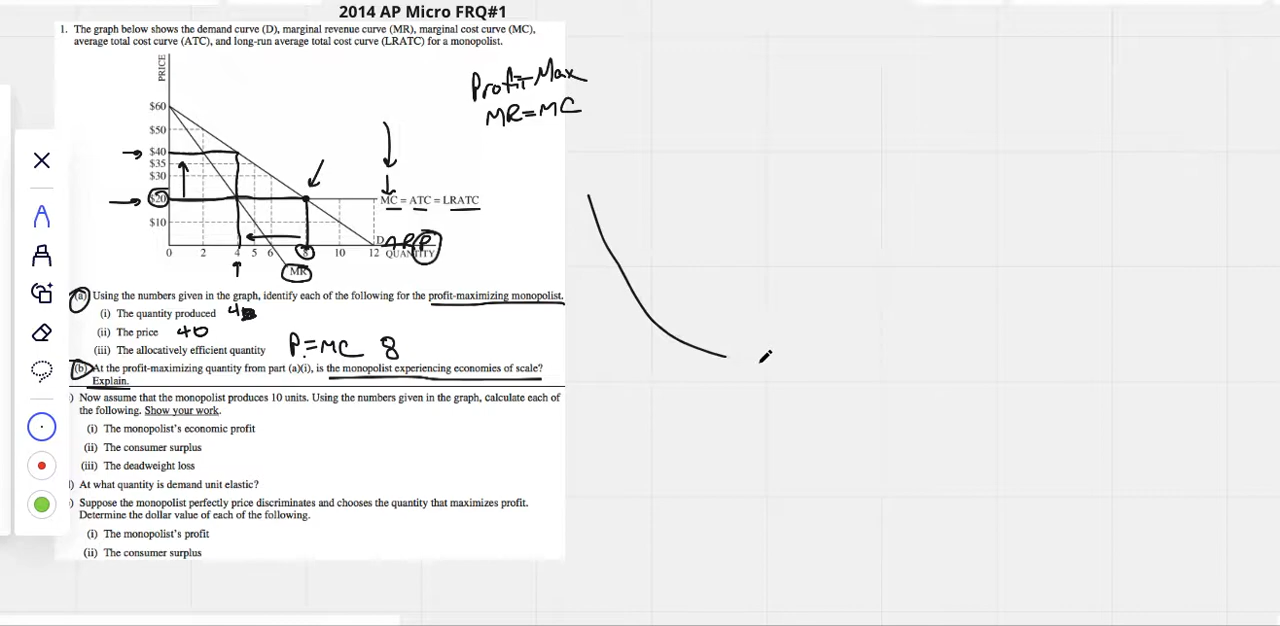 2014 AP Micro FRQ#1
1. The graph below shows the demand curve (D), marginal revenue curve (MR), marginal cost curve (MC),
average total cost curve (ATC), and long-run average total cost curve (LRATC) for a monopolist.
PRICE
Profit Max
MR=MC
$60
$50
$40
$35
$30
$20
$10
MC = ATC = LRATC
D
ARP
0 2 4 5 6 8 10 12 QUANTITY
MR
(a) Using the numbers given in the graph, identify each of the following for the profit-maximizing monopolist.
(i) The quantity produced 4
(ii) The price 40
(iii) The allocatively efficient quantity P=MC 8
(b) At the profit-maximizing quantity from part (a)(i), is the monopolist experiencing economies of scale?
Explain.
) Now assume that the monopolist produces 10 units. Using the numbers given in the graph, calculate each of
the following. Show your work.
(i) The monopolist's economic profit
(ii) The consumer surplus
(iii) The deadweight loss
) At what quantity is demand unit elastic?
) Suppose the monopolist perfectly price discriminates and chooses the quantity that maximizes profit.
Determine the dollar value of each of the following.
(i) The monopolist's profit
(ii) The consumer surplus